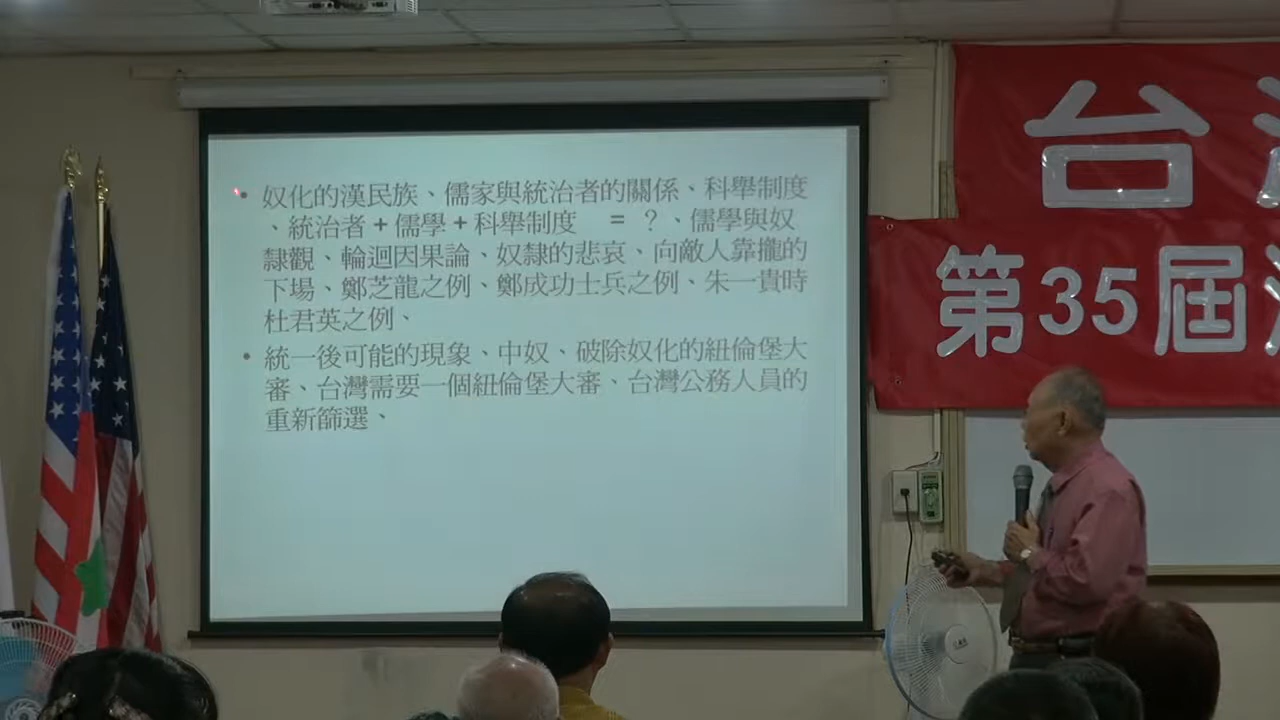 • 奴化的漢民族、儒家與統治者的關係、科舉制度
、統治者+儒學+科舉制度 = ？、儒學與奴
隸觀、輪迴因果論、奴隸的悲哀、向敵人靠攏的
下場、鄭芝龍之例、鄭成功士兵之例、朱一貴時
杜君英之例、
• 統一後可能的現象、中奴、破除奴化的紐倫堡大
審、台灣需要一個紐倫堡大審、台灣公務人員的
重新篩選、
台
第35屆